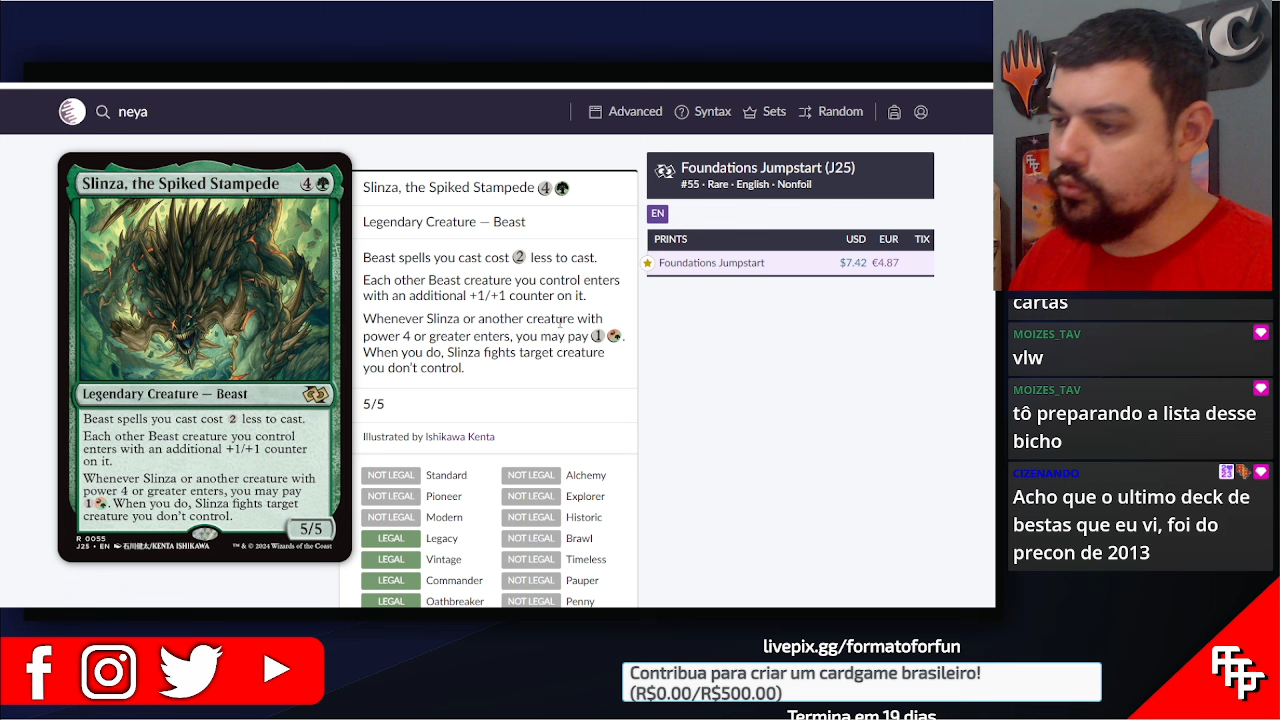 neya
Advanced
Syntax
Sets
Random
Slinza, the Spiked Stampede 4
Legendary Creature — Beast
Beast spells you cast cost 2 less to cast.
Each other Beast creature you control
enters with an additional +1/+1 counter
on it.
Whenever Slinza or another creature with
power 4 or greater enters, you may pay
1 . When you do, Slinza fights target
creature you don't control.
5/5
R 0055
J25 • EN 石川健太/KENTA ISHIKAWA
™ & © 2024 Wizards of the Coast
Slinza, the Spiked Stampede 4
Legendary Creature — Beast
Beast spells you cast cost 2 less to cast.
Each other Beast creature you control enters
with an additional +1/+1 counter on it.
Whenever Slinza or another creature with
power 4 or greater enters, you may pay 1 .
When you do, Slinza fights target creature
you don't control.
5/5
Illustrated by Ishikawa Kenta
NOT LEGAL Standard NOT LEGAL Alchemy
NOT LEGAL Pioneer NOT LEGAL Explorer
NOT LEGAL Modern NOT LEGAL Historic
LEGAL Legacy NOT LEGAL Brawl
LEGAL Vintage NOT LEGAL Timeless
LEGAL Commander NOT LEGAL Pauper
LEGAL Oathbreaker NOT LEGAL Penny
Foundations Jumpstart (J25)
#55 · Rare · English · Nonfoil
EN
PRINTS USD EUR TIX
Foundations Jumpstart $7.42 €4.87
cartas
MOIZES_TAV
vlw
MOIZES_TAV
tô preparando a lista desse
bicho
CIZENANDO
Acho que o ultimo deck de
bestas que eu vi, foi do
precon de 2013
livepix.gg/formatoforfun
Contribua para criar um cardgame brasileiro!
(R$0.00/R$500.00)
Termina em 19 dias
FFF